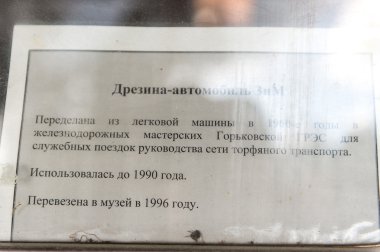 Дрезина-автомобиль ЗиМ
Переделана из легковой машины в годы в
железнодорожных мастерских Горьковской ГРЭС для
служебных поездок руководства сети торфяного транспорта.
Использовалась до 1990 года.
Перевезена в музей в 1996 году.